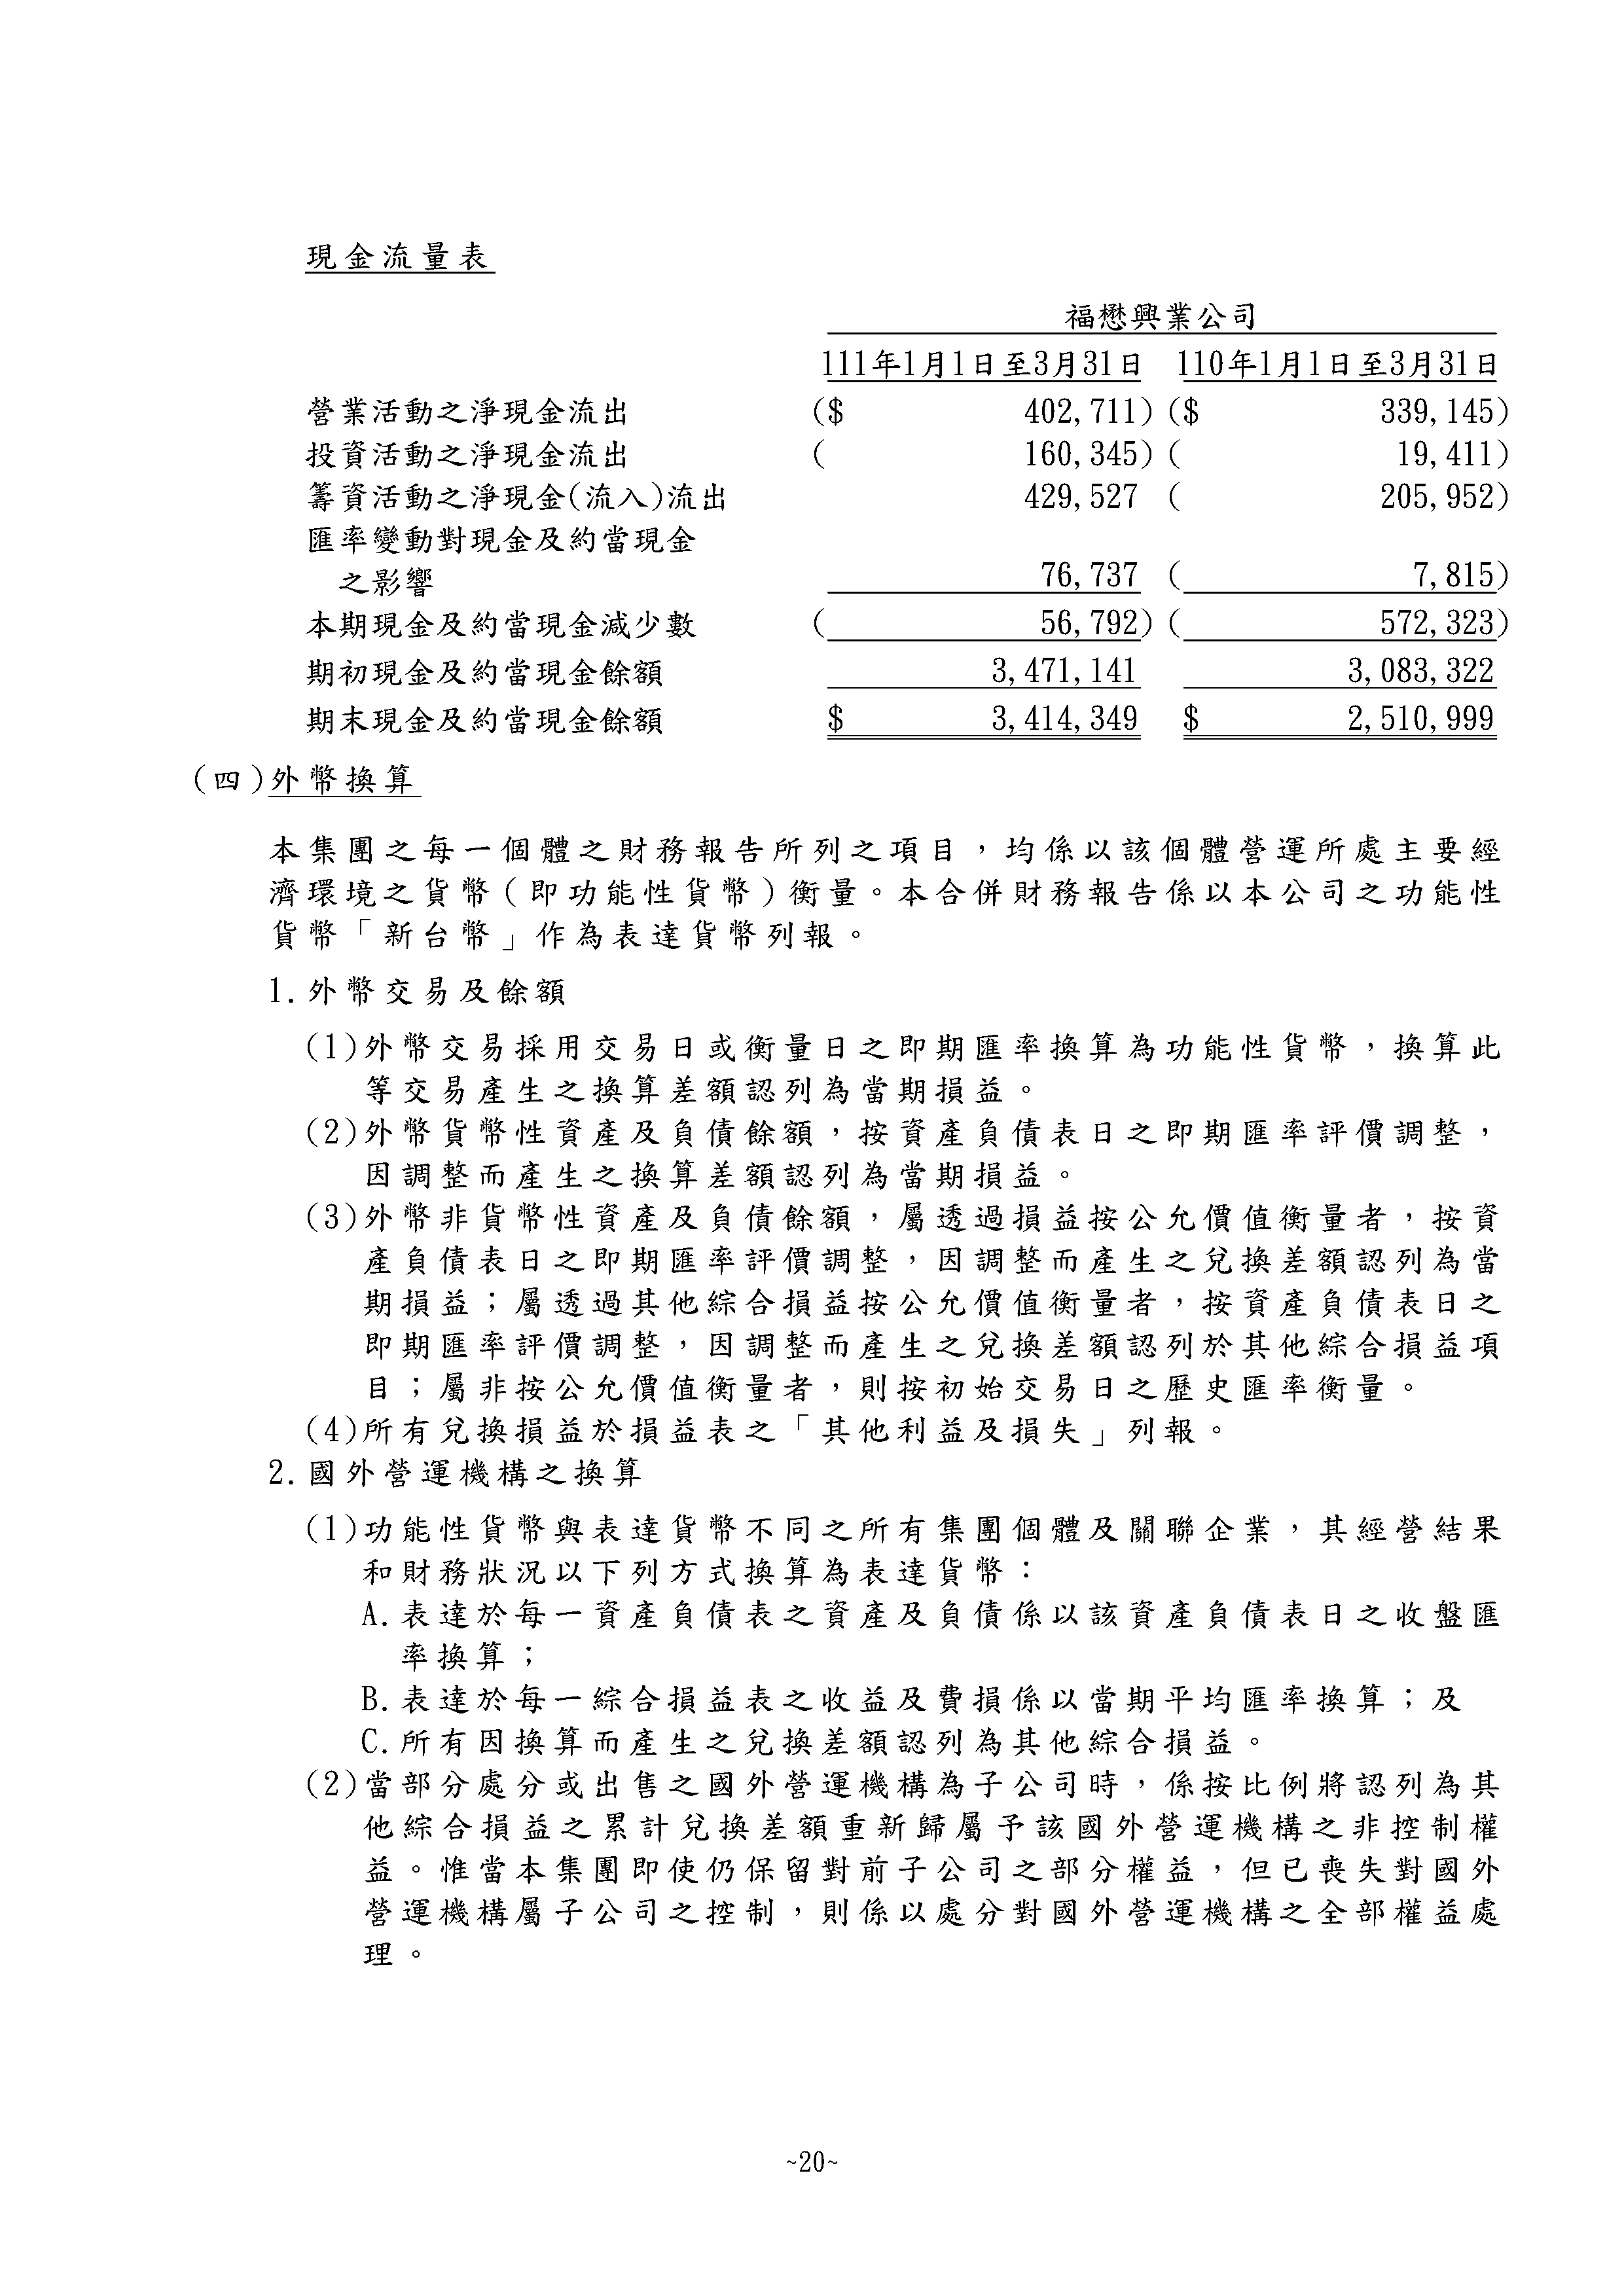 現金流量表
福懋興業公司
111年1月1日至3月31日 110年1月1日至3月31日
營業活動之淨現金流出 ($ 402,711) ($ 339,145)
投資活動之淨現金流出 ( 160,345) ( 19,411)
籌資活動之淨現金(流入)流出 429,527 ( 205,952)
匯率變動對現金及約當現金
之影響 76,737 ( 7,815)
本期現金及約當現金減少數 ( 56,792) ( 572,323)
期初現金及約當現金餘額 3,471,141 3,083,322
期末現金及約當現金餘額 $ 3,414,349 $ 2,510,999
(四)外幣換算
本集團之每一個體之財務報告所列之項目，均係以該個體營運所處主要經
濟環境之貨幣(即功能性貨幣)衡量。本合併財務報告係以本公司之功能性
貨幣「新台幣」作為表達貨幣列報。
1.外幣交易及餘額
(1)外幣交易採用交易日或衡量日之即期匯率換算為功能性貨幣，換算此
等交易產生之換算差額認列為當期損益。
(2)外幣貨幣性資產及負債餘額，按資產負債表日之即期匯率評價調整，
因調整而產生之換算差額認列為當期損益。
(3)外幣非貨幣性資產及負債餘額，屬透過損益按公允價值衡量者，按資
產負債表日之即期匯率評價調整，因調整而產生之兌換差額認列為當
期損益；屬透過其他綜合損益按公允價值衡量者，按資產負債表日之
即期匯率評價調整，因調整而產生之兌換差額認列於其他綜合損益項
目；屬非按公允價值衡量者，則按初始交易日之歷史匯率衡量。
(4)所有兌換損益於損益表之「其他利益及損失」列報。
2.國外營運機構之換算
(1)功能性貨幣與表達貨幣不同之所有集團個體及關聯企業，其經營結果
和財務狀況以下列方式換算為表達貨幣：
A.表達於每一資產負債表之資產及負債係以該資產負債表日之收盤匯
率換算；
B.表達於每一綜合損益表之收益及費損係以當期平均匯率換算；及
C.所有因換算而產生之兌換差額認列為其他綜合損益。
(2)當部分處分或出售之國外營運機構為子公司時，係按比例將認列為其
他綜合損益之累計兌換差額重新歸屬予該國外營運機構之非控制權
益。惟當本集團即使仍保留對前子公司之部分權益，但已喪失對國外
營運機構屬子公司之控制，則係以處分對國外營運機構之全部權益處
理。
~20~